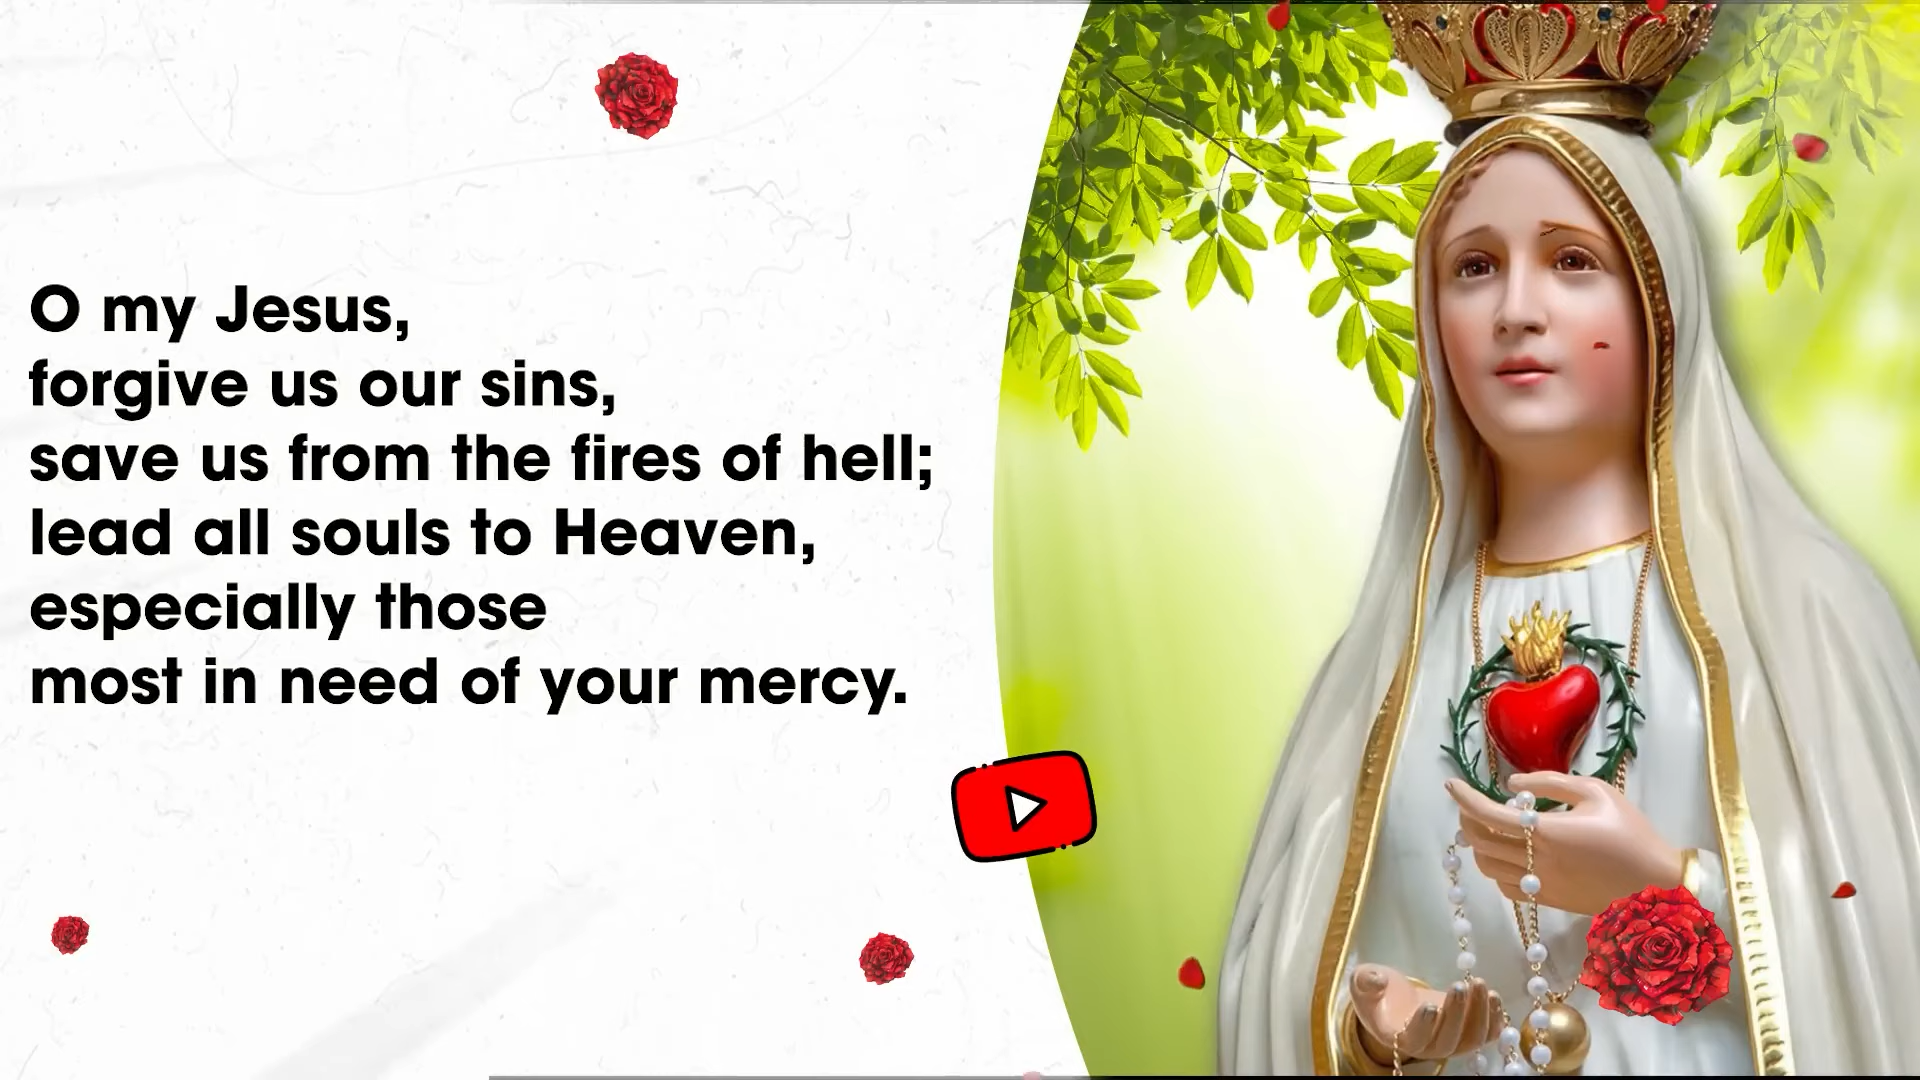 O my Jesus,
forgive us our sins,
save us from the fires of hell;
lead all souls to Heaven,
especially those
most in need of your mercy.